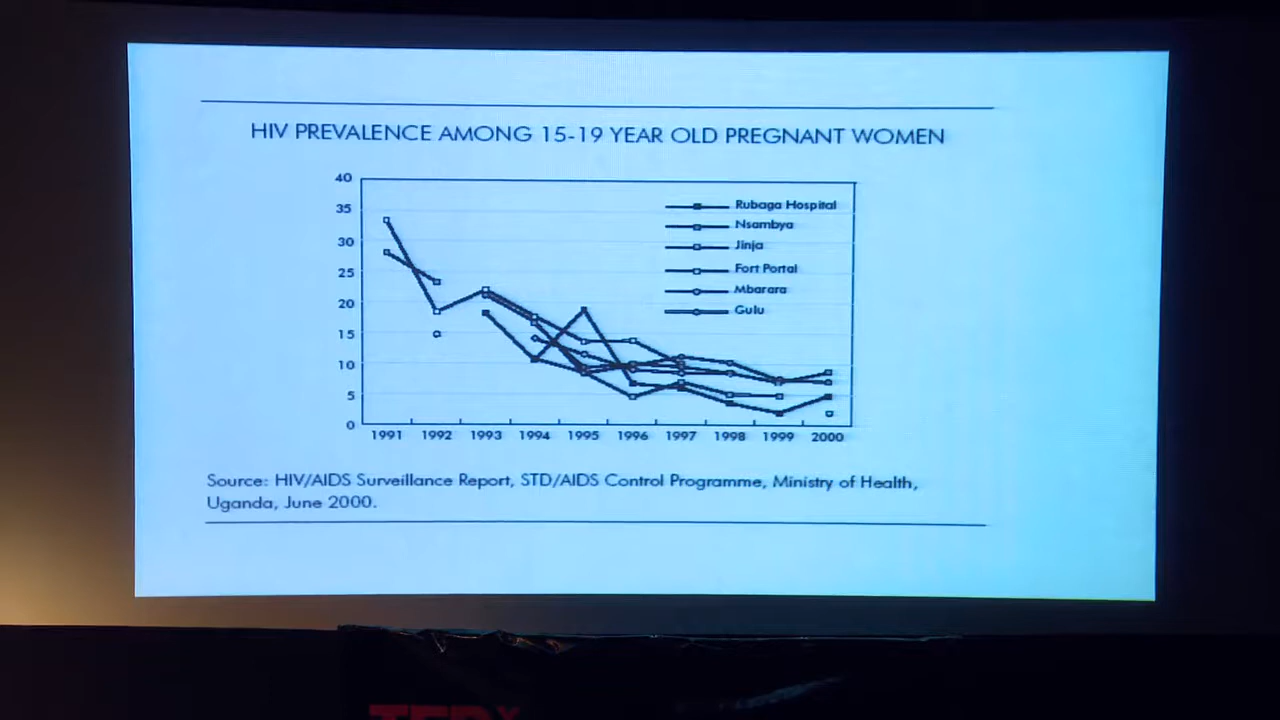 HIV PREVALENCE AMONG 15-19 YEAR OLD PREGNANT WOMEN
40
35
30
25
20
15
10
5
0
Rubaga Hospital
Nsambya
Jinja
Fort Portal
Mbarara
Gulu
1991 1992 1993 1994 1995 1996 1997 1998 1999 2000
Source: HIV/AIDS Surveillance Report, STD/AIDS Control Programme, Ministry of Health,
Uganda, June 2000.
TEDx